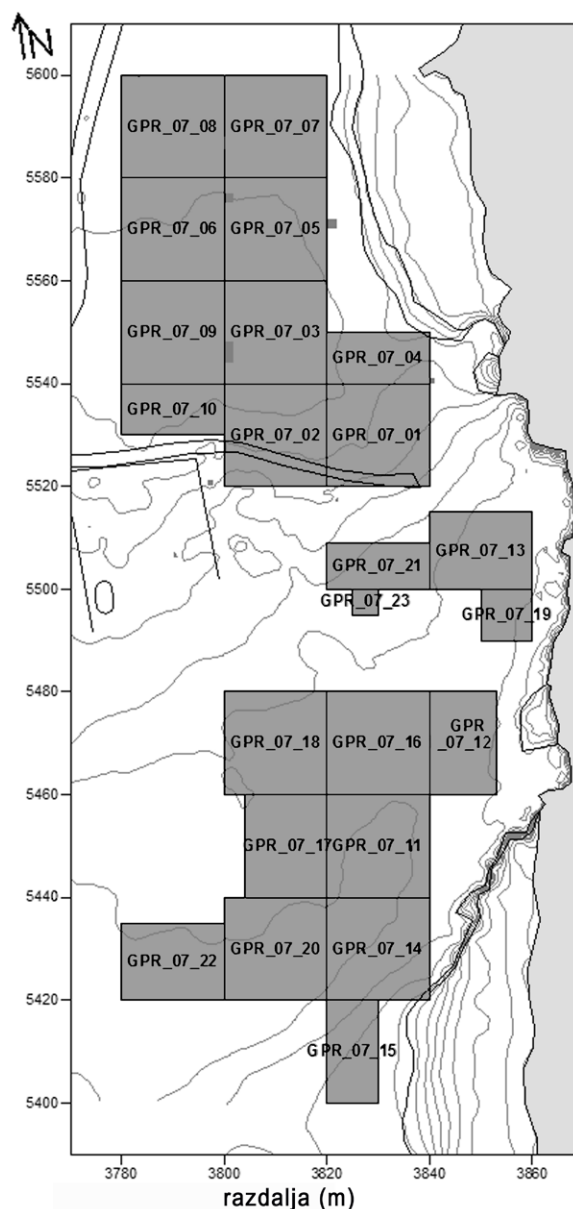 N
5600
GPR_07_08 GPR_07_07
5580
GPR_07_06 GPR_07_05
5560
GPR_07_09 GPR_07_03
GPR_07_04
5540
GPR_07_10
GPR_07_02 GPR_07_01
5520
GPR_07_13
GPR_07_21
5500
GPR_07_23 GPR_07_19
5480
GPR_07_18 GPR_07_16 GPR
_07_12
5460
GPR_07_17 GPR_07_11
5440
GPR_07_22 GPR_07_20 GPR_07_14
5420
GPR_07_15
5400
3780 3800 3820 3840 3860
razdalja (m)